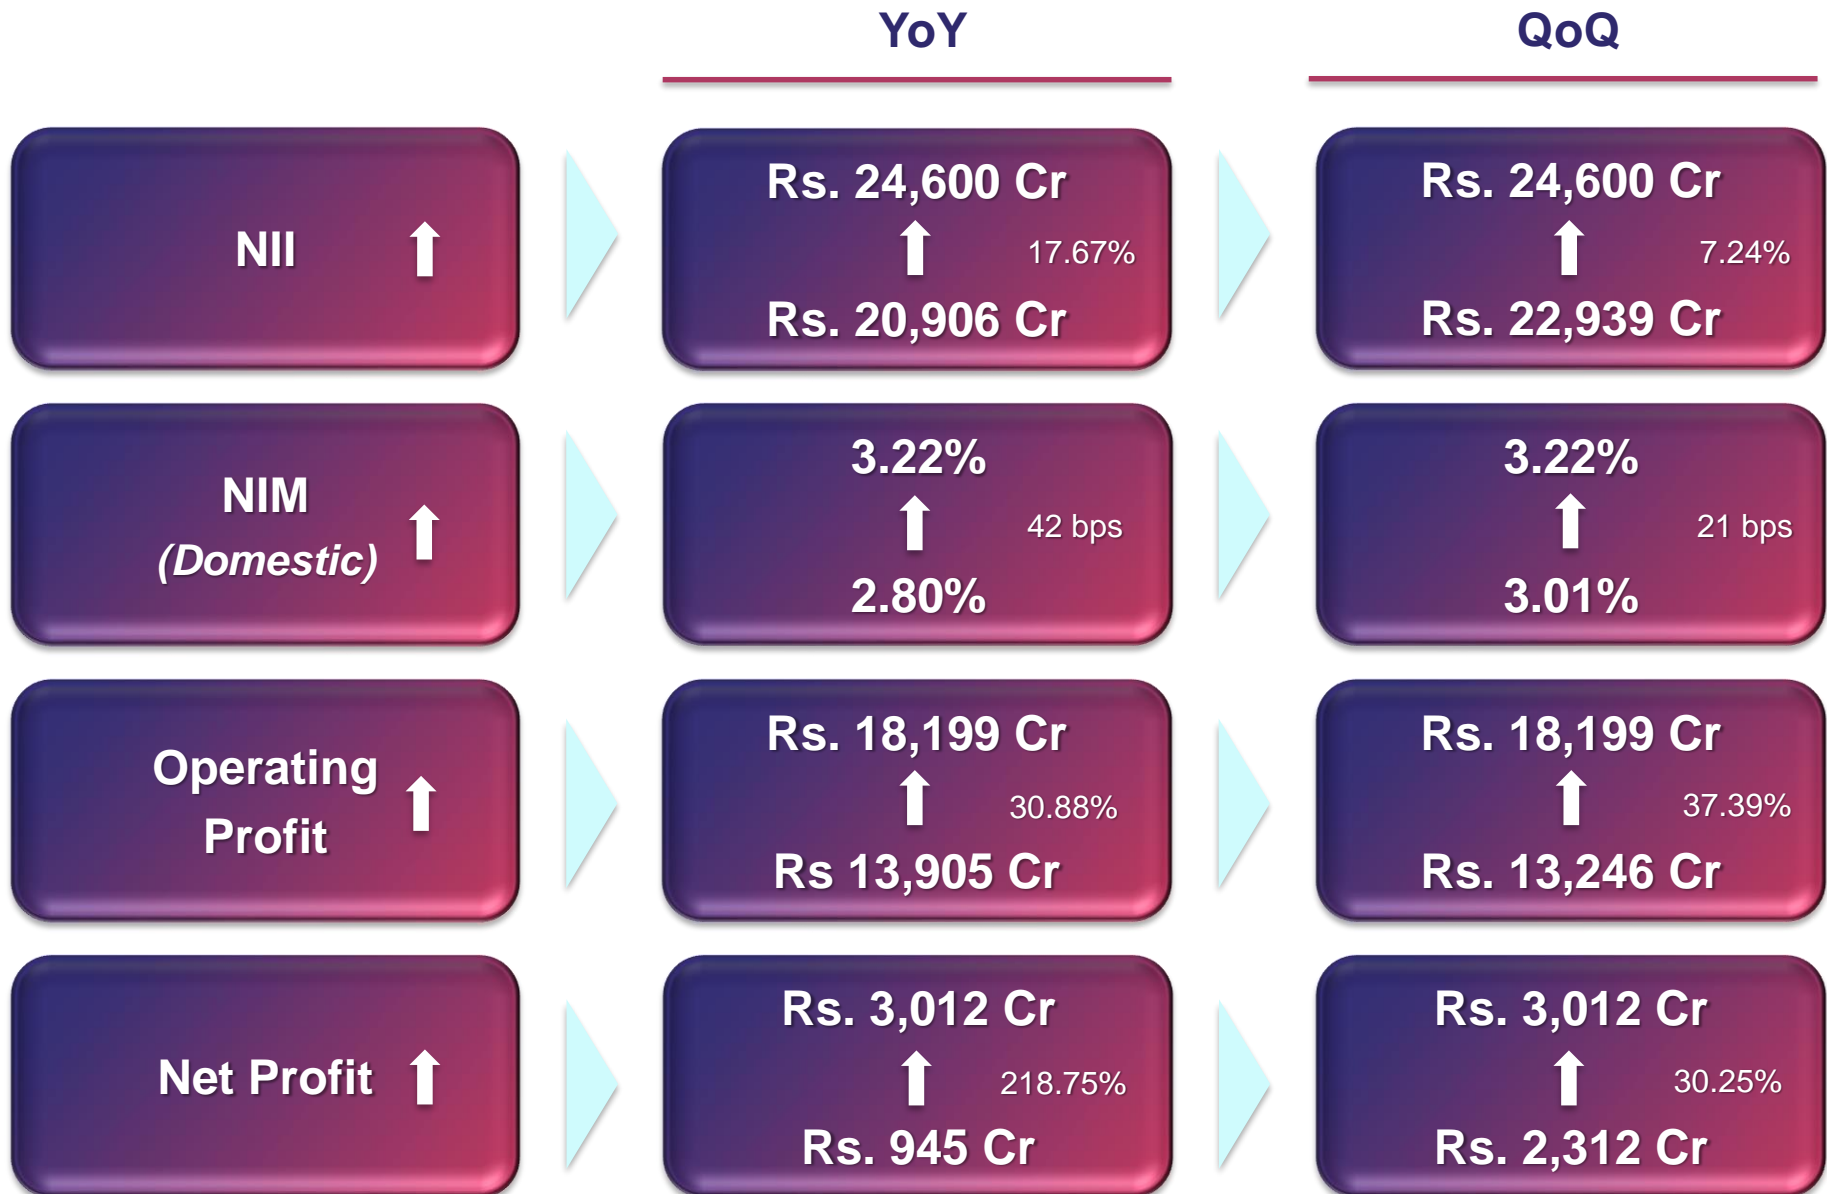 YoY
QoQ
NII
Rs. 24,600 Cr
17.67%
Rs. 20,906 Cr
Rs. 24,600 Cr
7.24%
Rs. 22,939 Cr
NIM
(Domestic)
3.22%
42 bps
2.80%
3.22%
21 bps
3.01%
Operating
Profit
Rs. 18,199 Cr
30.88%
Rs 13,905 Cr
Rs. 18,199 Cr
37.39%
Rs. 13,246 Cr
Net Profit
Rs. 3,012 Cr
218.75%
Rs. 945 Cr
Rs. 3,012 Cr
30.25%
Rs. 2,312 Cr